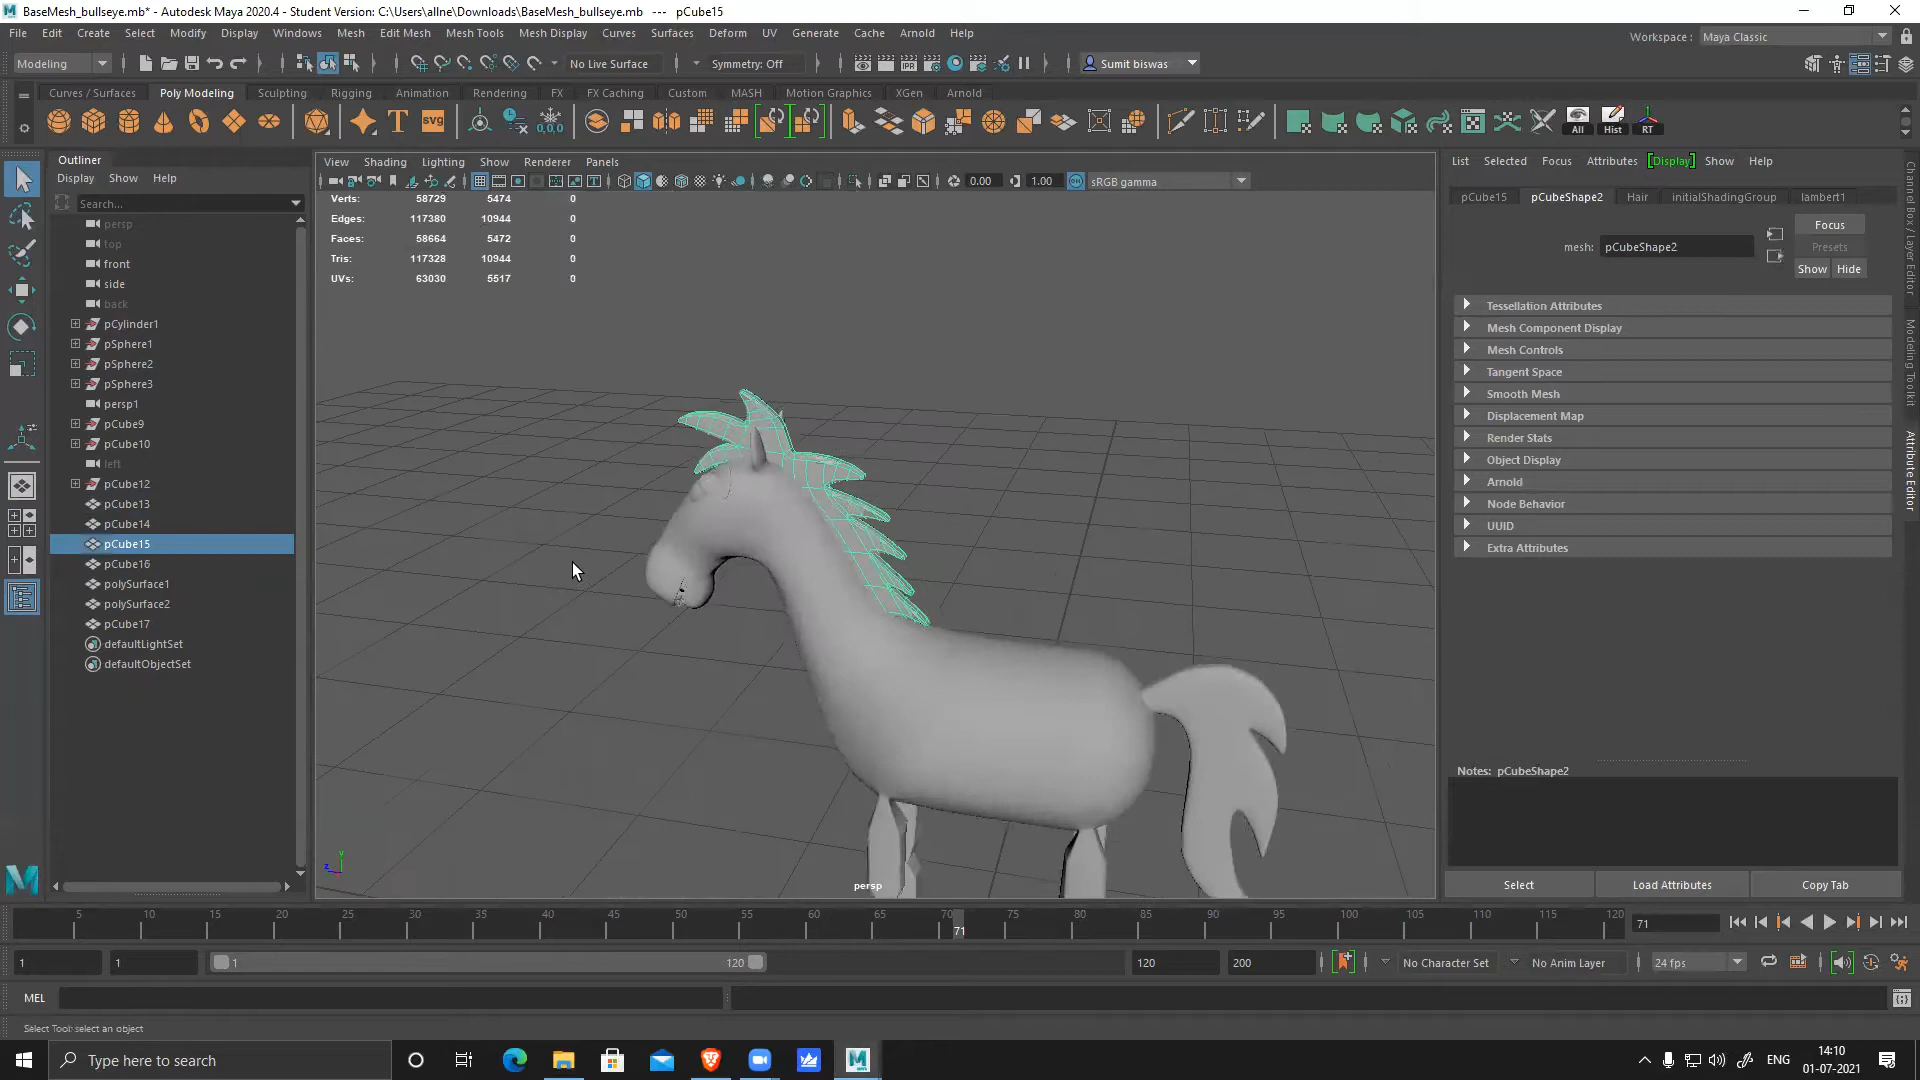 BaseMesh_bullseye.mb* - Autodesk Maya 2020.4 - Student Version: C:\Users\allne\Downloads\BaseMesh_bullseye.mb --- pCube15
File Edit Create Select Modify Display Windows Mesh Edit Mesh Mesh Tools Mesh Display Curves Surfaces Deform UV Generate Cache Arnold Help
Workspace : Maya Classic
Modeling No Live Surface Symmetry: Off Sumit biswas
Curves / Surfaces Poly Modeling Sculpting Rigging Animation Rendering FX FX Caching Custom MASH Motion Graphics XGen Arnold
T svg 0,0,0 All Hist RT
Outliner
Display Show Help
Search...
persp
top
front
side
back
pCylinder1
pSphere1
pSphere2
pSphere3
persp1
pCube9
pCube10
left
pCube12
pCube13
pCube14
pCube15
pCube16
polySurface1
polySurface2
pCube17
defaultLightSet
defaultObjectSet
View Shading Lighting Show Renderer Panels
0.00 1.00 sRGB gamma
Verts: 58729 5474 0
Edges: 117380 10944 0
Faces: 58664 5472 0
Tris: 117328 10944 0
UVs: 63030 5517 0
persp
List Selected Focus Attributes Display Show Help
pCube15 pCubeShape2 Hair initialShadingGroup lambert1
Focus
mesh: pCubeShape2
Presets
Show Hide
Tessellation Attributes
Mesh Component Display
Mesh Controls
Tangent Space
Smooth Mesh
Displacement Map
Render Stats
Object Display
Arnold
Node Behavior
UUID
Extra Attributes
Notes: pCubeShape2
Select Load Attributes Copy Tab
Channel Box / Layer Editor
Modeling Toolkit
Attribute Editor
5 10 15 20 25 30 35 40 45 50 55 60 65 70 75 80 85 90 95 100 105 110 115 120
71
71
1 1 1 120 120 200 No Character Set No Anim Layer 24 fps
MEL
Select Tool: select an object
Type here to search
ENG
14:10
01-07-2021